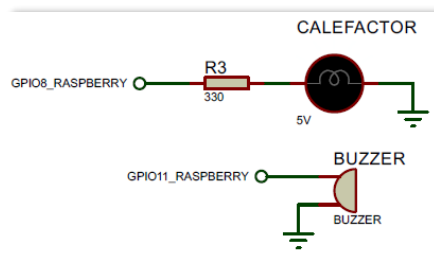 CALEFACTOR
R3
GPIO8_RASPBERRY
330
5V
BUZZER
GPIO11_RASPBERRY
BUZZER